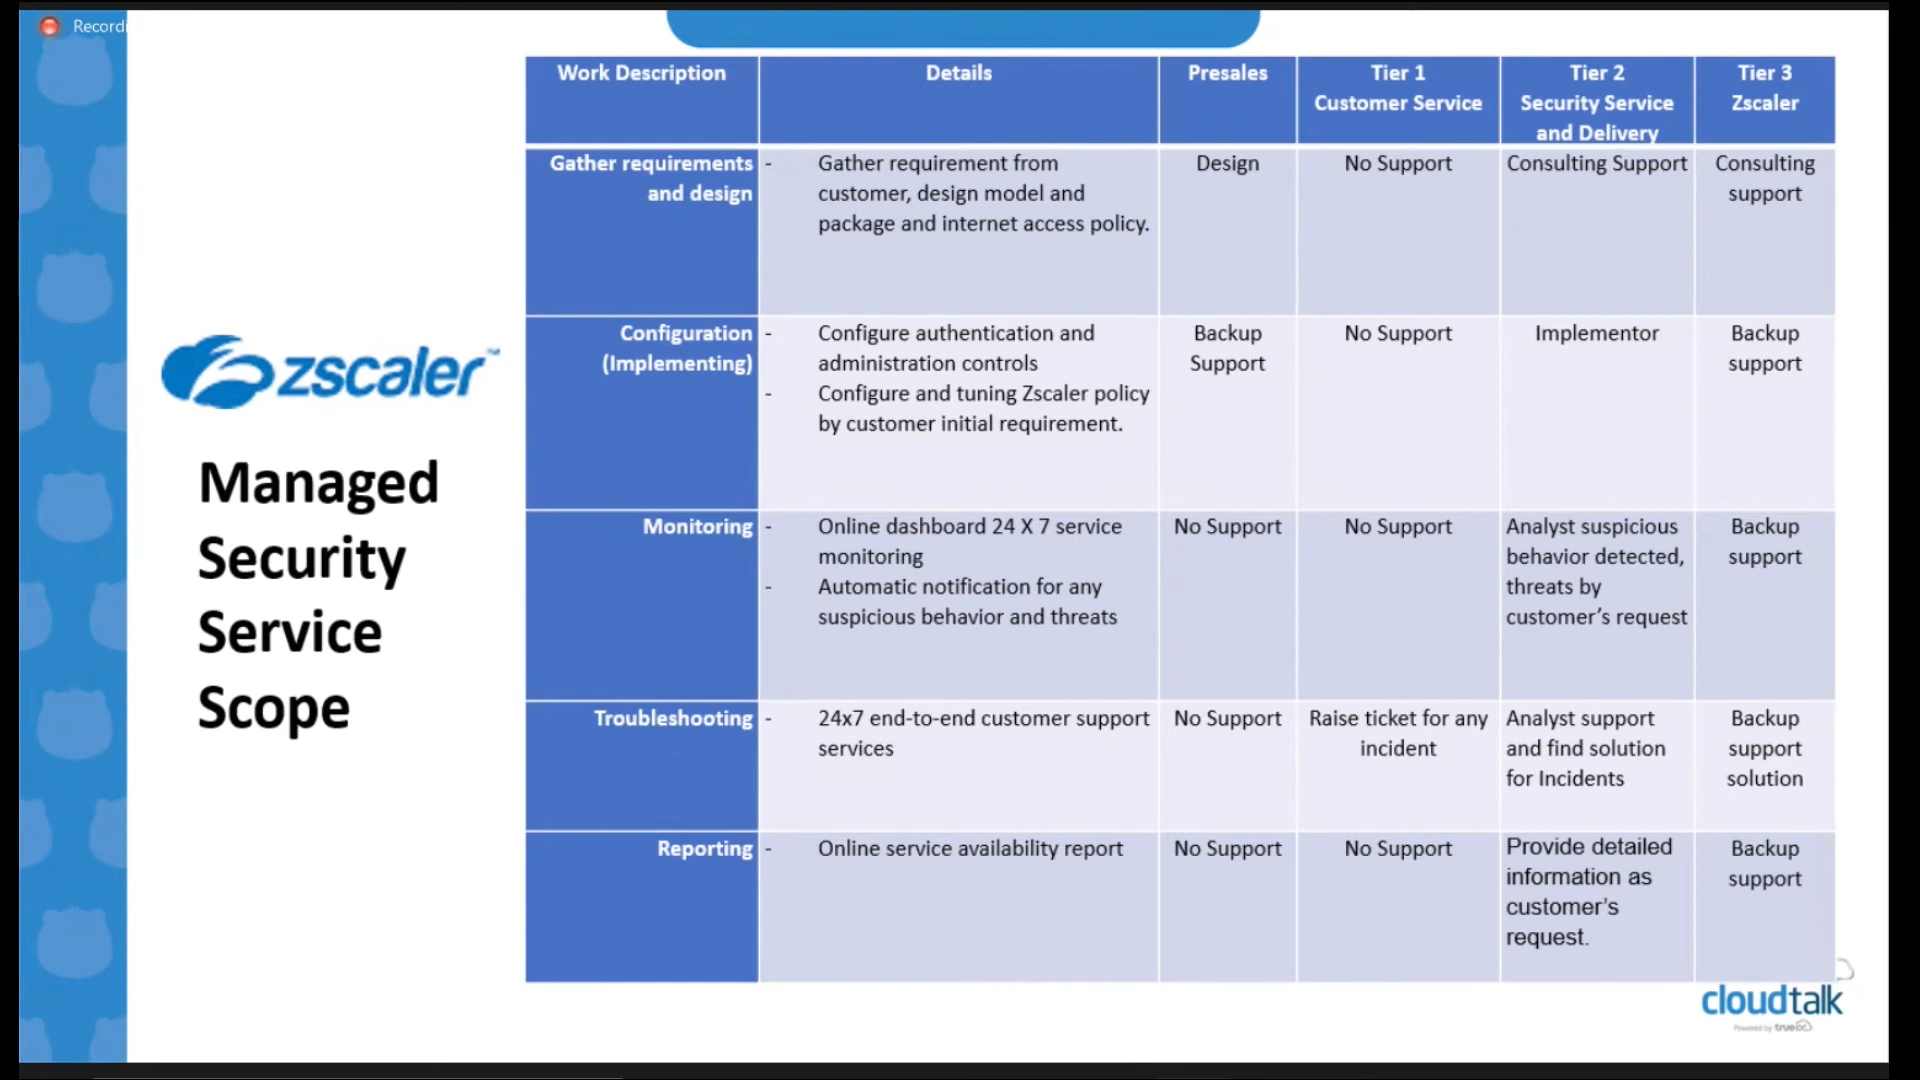 Recordi
zscaler™
Managed
Security
Service
Scope
Work Description
Details
Presales
Tier 1
Customer Service
Tier 2
Security Service
and Delivery
Tier 3
Zscaler
Gather requirements
and design
- Gather requirement from
customer, design model and
package and internet access policy.
Design
No Support
Consulting Support
Consulting
support
Configuration
(Implementing)
- Configure authentication and
administration controls
- Configure and tuning Zscaler policy
by customer initial requirement.
Backup
Support
No Support
Implementor
Backup
support
Monitoring
- Online dashboard 24 X 7 service
monitoring
- Automatic notification for any
suspicious behavior and threats
No Support
No Support
Analyst suspicious
behavior detected,
threats by
customer’s request
Backup
support
Troubleshooting
- 24x7 end-to-end customer support
services
No Support
Raise ticket for any
incident
Analyst support
and find solution
for Incidents
Backup
support
solution
Reporting
- Online service availability report
No Support
No Support
Provide detailed
information as
customer’s
request.
Backup
support
cloudtalk
Powered by trueidc